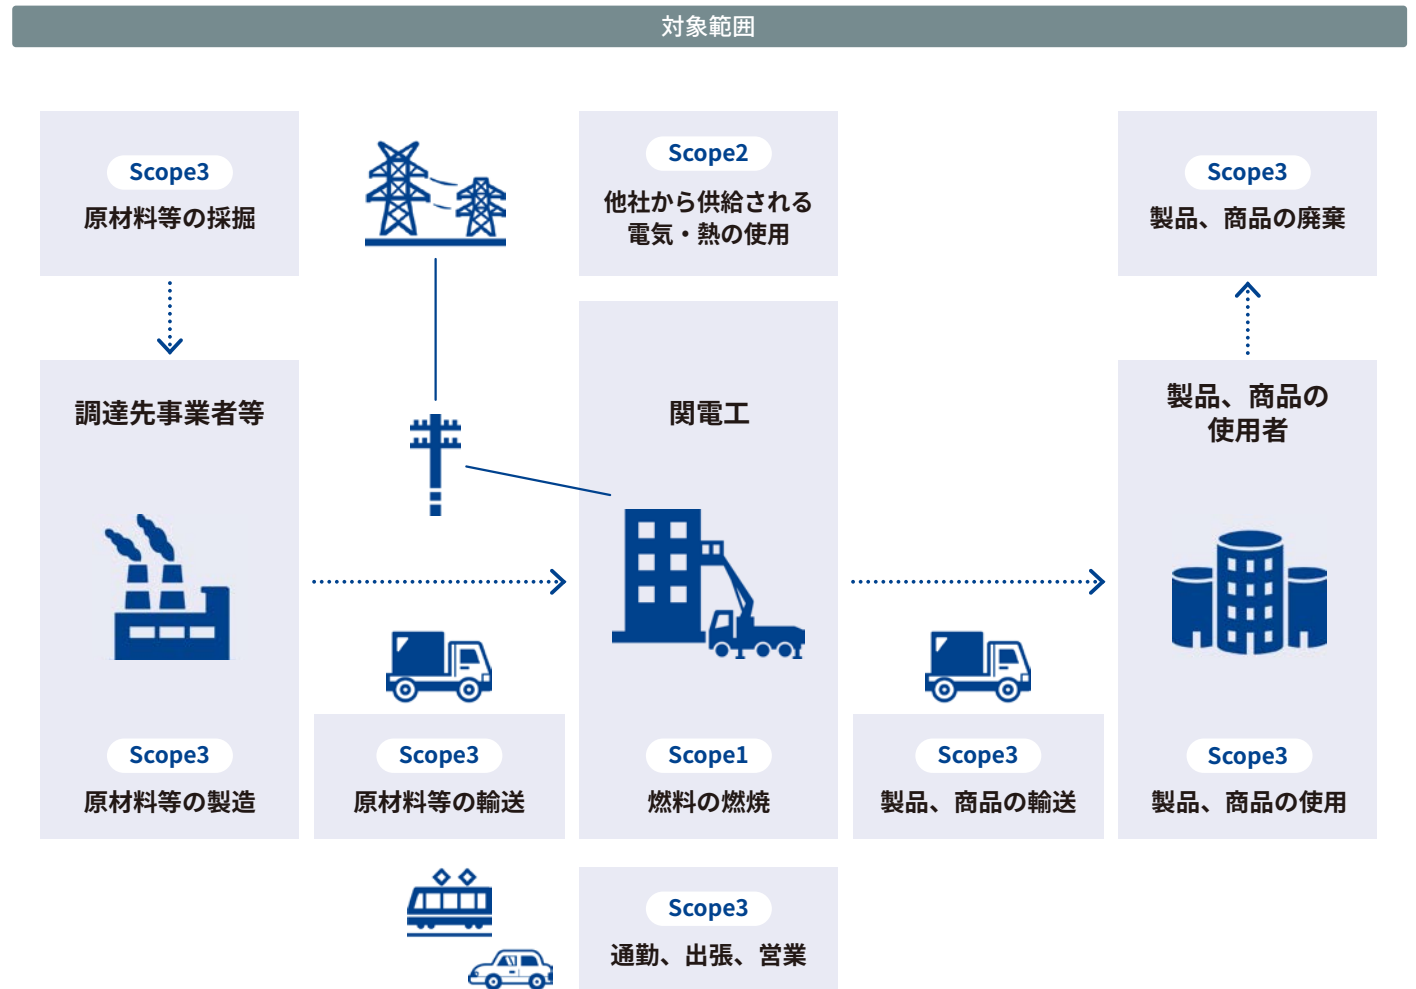 対象範囲
Scope3
原材料等の採掘
Scope2
他社から供給される
電気・熱の使用
Scope3
製品、商品の廃棄
調達先事業者等
関電工
製品、商品の
使用者
Scope3
原材料等の製造
Scope3
原材料等の輸送
Scope1
燃料の燃焼
Scope3
製品、商品の輸送
Scope3
製品、商品の使用
Scope3
通勤、出張、営業